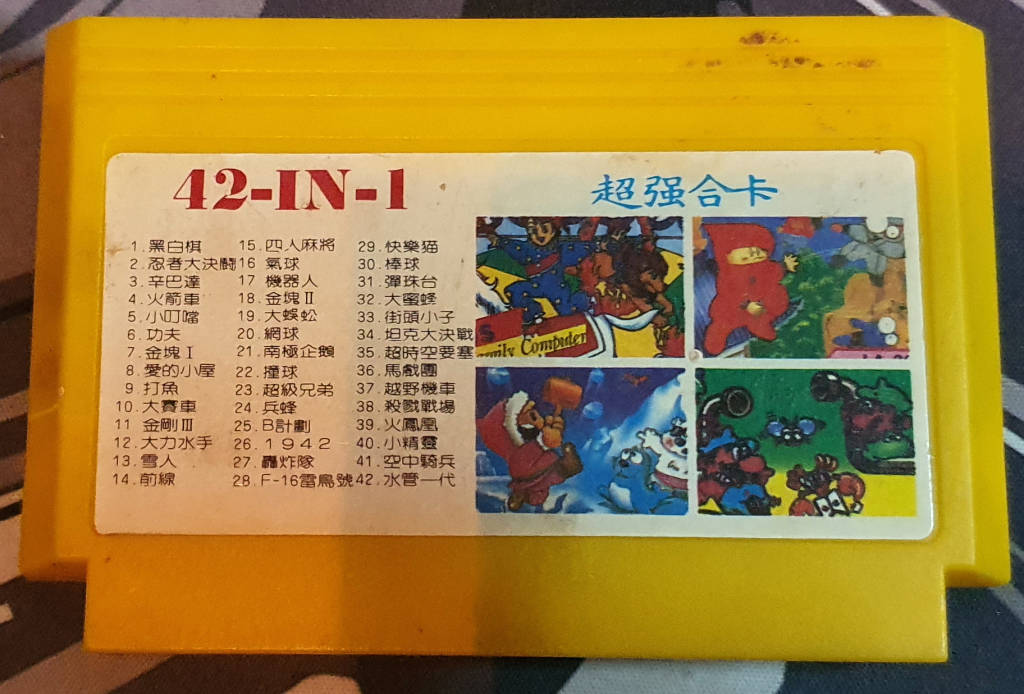 42-IN-1
超强合卡
1. 黑白棋
2. 忍者大決鬪
3. 辛巴達
4. 火箭車
5. 小叮噹
6. 功夫
7. 金塊 I
8. 愛的小屋
9. 打魚
10. 大賽車
11 金剛 III
12. 大力水手
13. 雪人
14. 前線
15. 四人麻將
16 氣球
17 機器人
18. 金塊 II
19. 大蜈蚣
20. 網球
21. 南極企鵝
22. 撞球
23. 超級兄弟
24. 兵蜂
25. B計劃
26. 1942
27. 轟炸隊
28. F-16雷鳥號
29. 快樂猫
30. 棒球
31. 彈珠台
32. 大蜜蜂
33. 街頭小子
34. 坦克大決戰
35. 超時空要塞
36. 馬戲團
37. 越野機車
38. 殺戮戰場
39. 火鳳凰
40. 小精靈
41. 空中騎兵
42. 水管一代
mily Computer